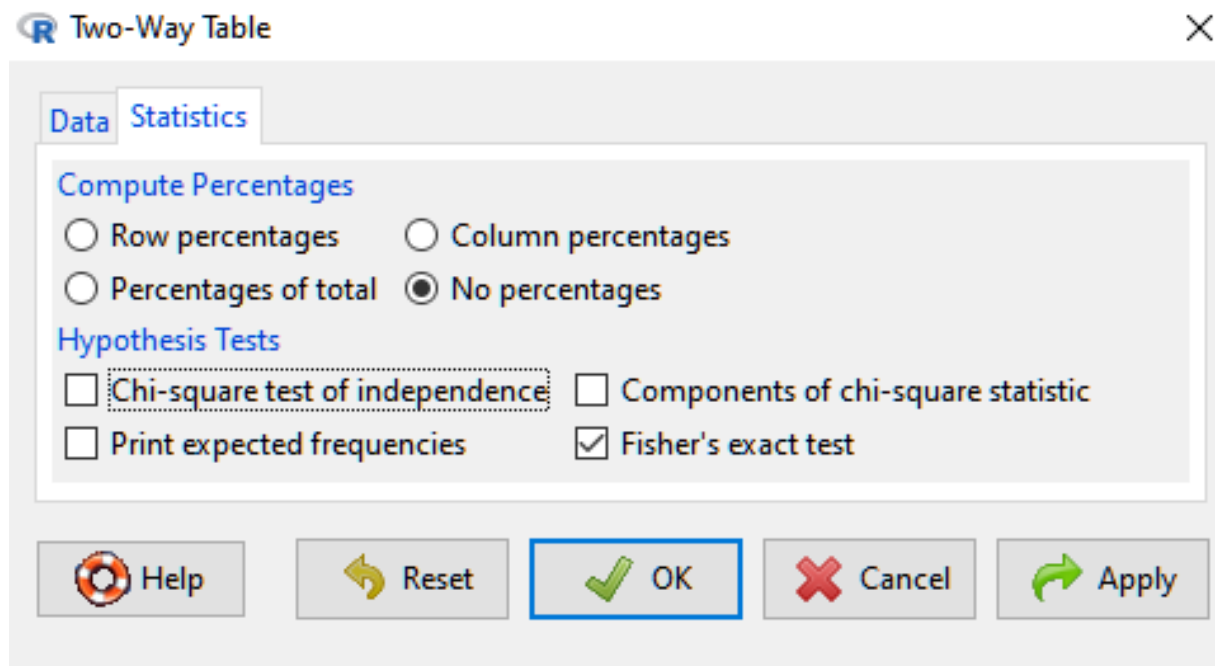 R Two-Way Table
Data Statistics
Compute Percentages
Row percentages Column percentages
Percentages of total No percentages
Hypothesis Tests
Chi-square test of independence Components of chi-square statistic
Print expected frequencies Fisher's exact test
Help Reset OK Cancel Apply